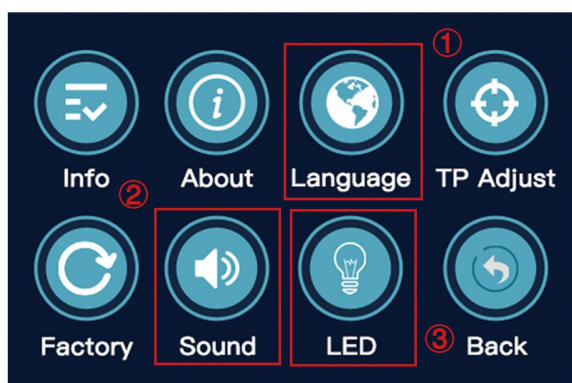 ①
Info About Language TP Adjust
②
Factory Sound LED ③ Back